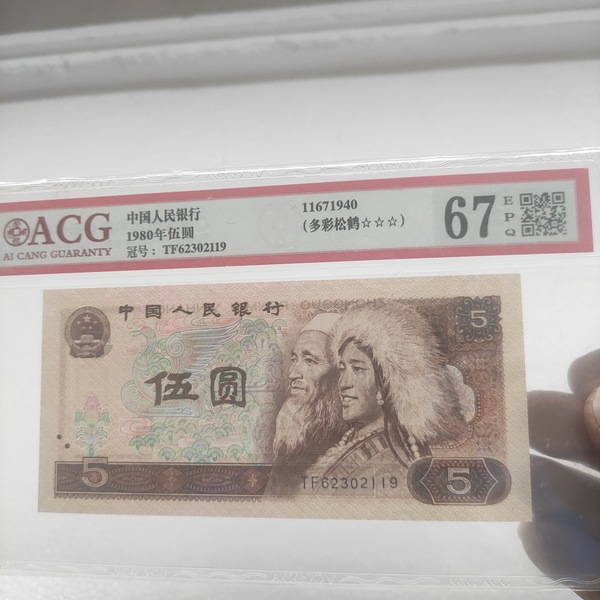 ACG
AI CANG GUARANTY
中国人民银行
1980年伍圆
冠号：TF62302119
11671940
(多彩松鹤☆☆☆)
67
EPQ
中国人民银行
5
伍圆
TF62302119
5
5
ACG